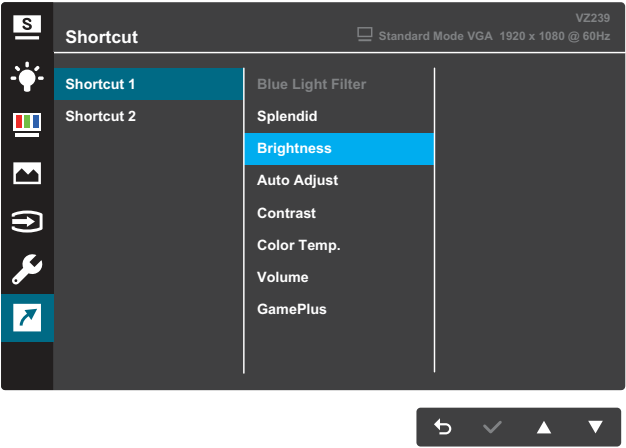 S
VZ239
Shortcut
Standard Mode VGA 1920 x 1080 @ 60Hz
Shortcut 1
Shortcut 2
Blue Light Filter
Splendid
Brightness
Auto Adjust
Contrast
Color Temp.
Volume
GamePlus